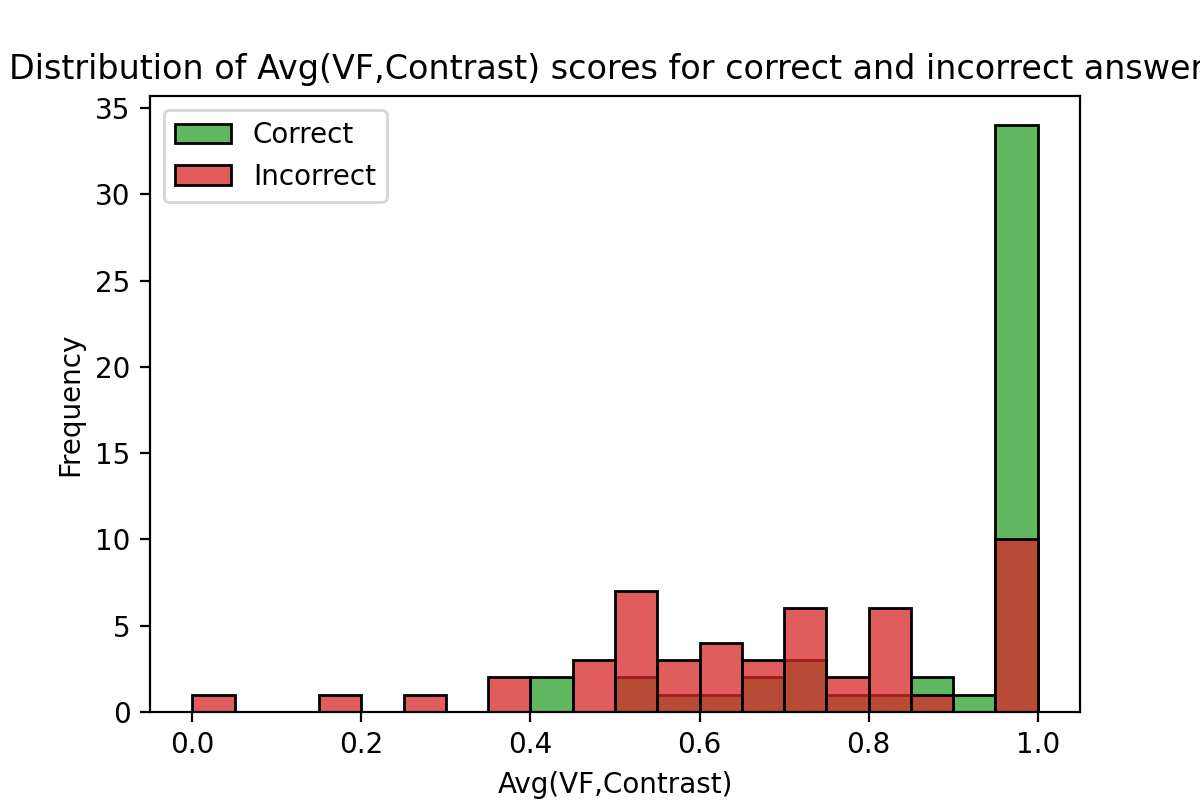 Distribution of Avg(VF,Contrast) scores for correct and incorrect answer
Correct
Incorrect
35
30
25
20
15
10
5
0
Frequency
0.0 0.2 0.4 0.6 0.8 1.0
Avg(VF,Contrast)